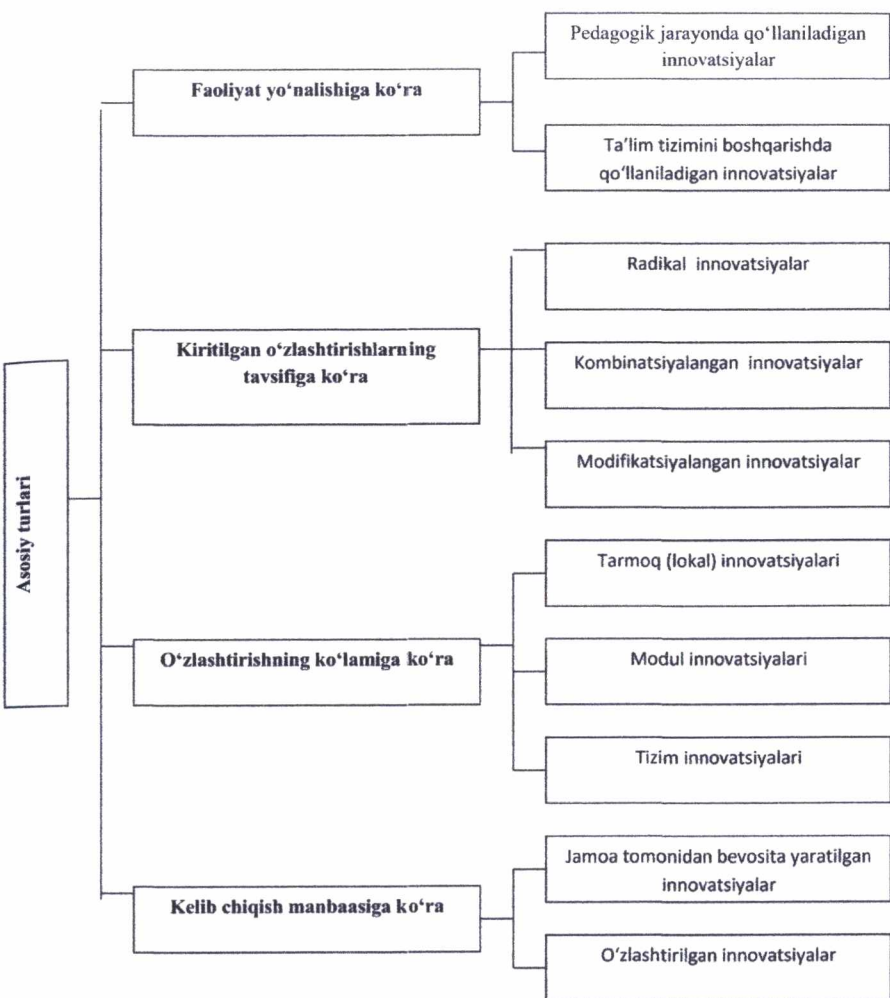 Asosiy turlari
Faoliyat yo‘nalishiga ko‘ra
Pedagogik jarayonda qo‘llaniladigan
innovatsiyalar
Ta’lim tizimini boshqarishda
qo‘llaniladigan innovatsiyalar
Kiritilgan o‘zlashtirishlarning
tavsifiga ko‘ra
Radikal innovatsiyalar
Kombinatsiyalangan innovatsiyalar
Modifikatsiyalangan innovatsiyalar
O‘zlashtirishning ko‘lamiga ko‘ra
Tarmoq (lokal) innovatsiyalari
Modul innovatsiyalari
Tizim innovatsiyalari
Kelib chiqish manbaasiga ko‘ra
Jamoa tomonidan bevosita yaratilgan
innovatsiyalar
O‘zlashtirilgan innovatsiyalar